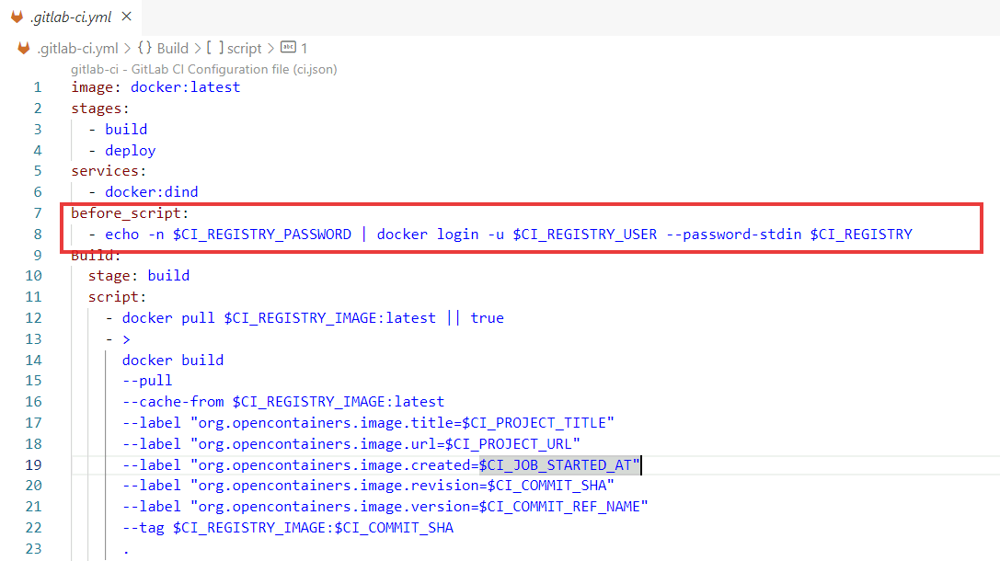 .gitlab-ci.yml ×
.gitlab-ci.yml > {} Build > [ ] script > abc 1
gitlab-ci - GitLab CI Configuration file (ci.json)
1 image: docker:latest
2 stages:
3 - build
4 - deploy
5 services:
6 - docker:dind
7 before_script:
8 - echo -n $CI_REGISTRY_PASSWORD | docker login -u $CI_REGISTRY_USER --password-stdin $CI_REGISTRY
9 Build:
10 stage: build
11 script:
12 - docker pull $CI_REGISTRY_IMAGE:latest || true
13 - >
14 docker build
15 --pull
16 --cache-from $CI_REGISTRY_IMAGE:latest
17 --label "org.opencontainers.image.title=$CI_PROJECT_TITLE"
18 --label "org.opencontainers.image.url=$CI_PROJECT_URL"
19 --label "org.opencontainers.image.created=$CI_JOB_STARTED_AT"
20 --label "org.opencontainers.image.revision=$CI_COMMIT_SHA"
21 --label "org.opencontainers.image.version=$CI_COMMIT_REF_NAME"
22 --tag $CI_REGISTRY_IMAGE:$CI_COMMIT_SHA
23 .